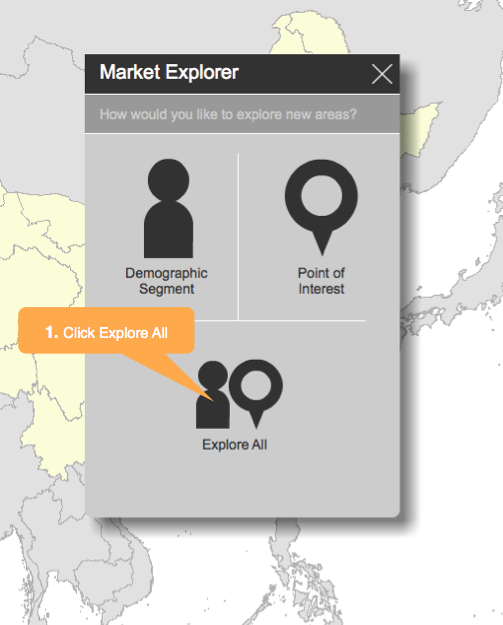 Market Explorer
How would you like to explore new areas?
Demographic
Segment
Point of
Interest
1. Click Explore All
Explore All